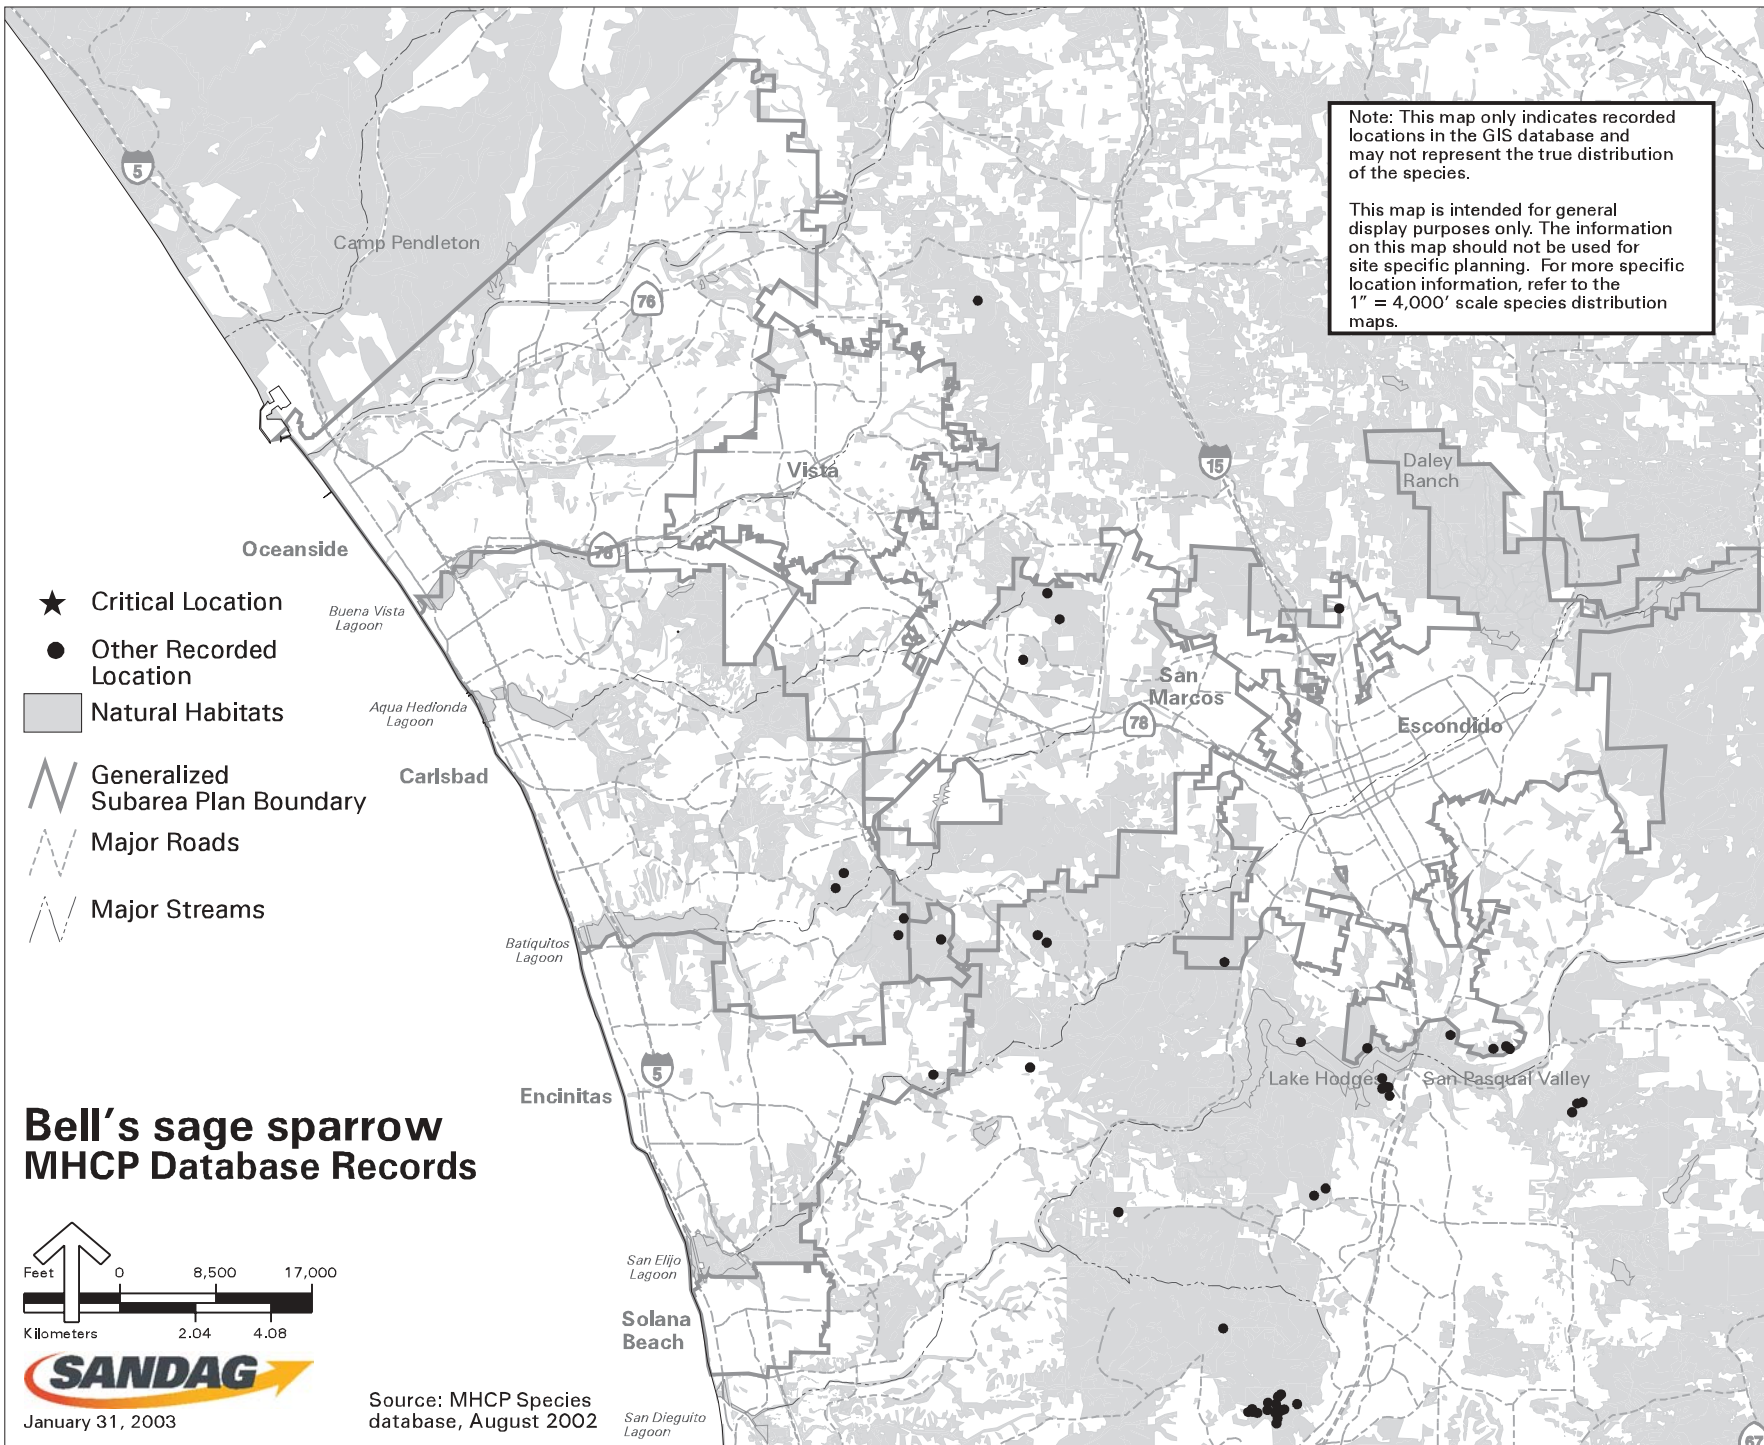 Note: This map only indicates recorded
locations in the GIS database and
may not represent the true distribution
of the species.
This map is intended for general
display purposes only. The information
on this map should not be used for
site specific planning. For more specific
location information, refer to the
1” = 4,000’ scale species distribution
maps.
5
Camp Pendleton
76
15
Daley
Ranch
Vista
Oceanside
78
Buena Vista
Lagoon
Critical Location
Other Recorded
Location
Natural Habitats
Generalized
Subarea Plan Boundary
Major Roads
Major Streams
Aqua Hedionda
Lagoon
San
Marcos
78
Escondido
Carlsbad
Batiquitos
Lagoon
5
Encinitas
Lake Hodges
San Pasqual Valley
Bell’s sage sparrow
MHCP Database Records
San Elijo
Lagoon
Feet 0 8,500 17,000
Kilometers 2.04 4.08
Solana
Beach
SANDAG
January 31, 2003
Source: MHCP Species
database, August 2002
San Dieguito
Lagoon
67